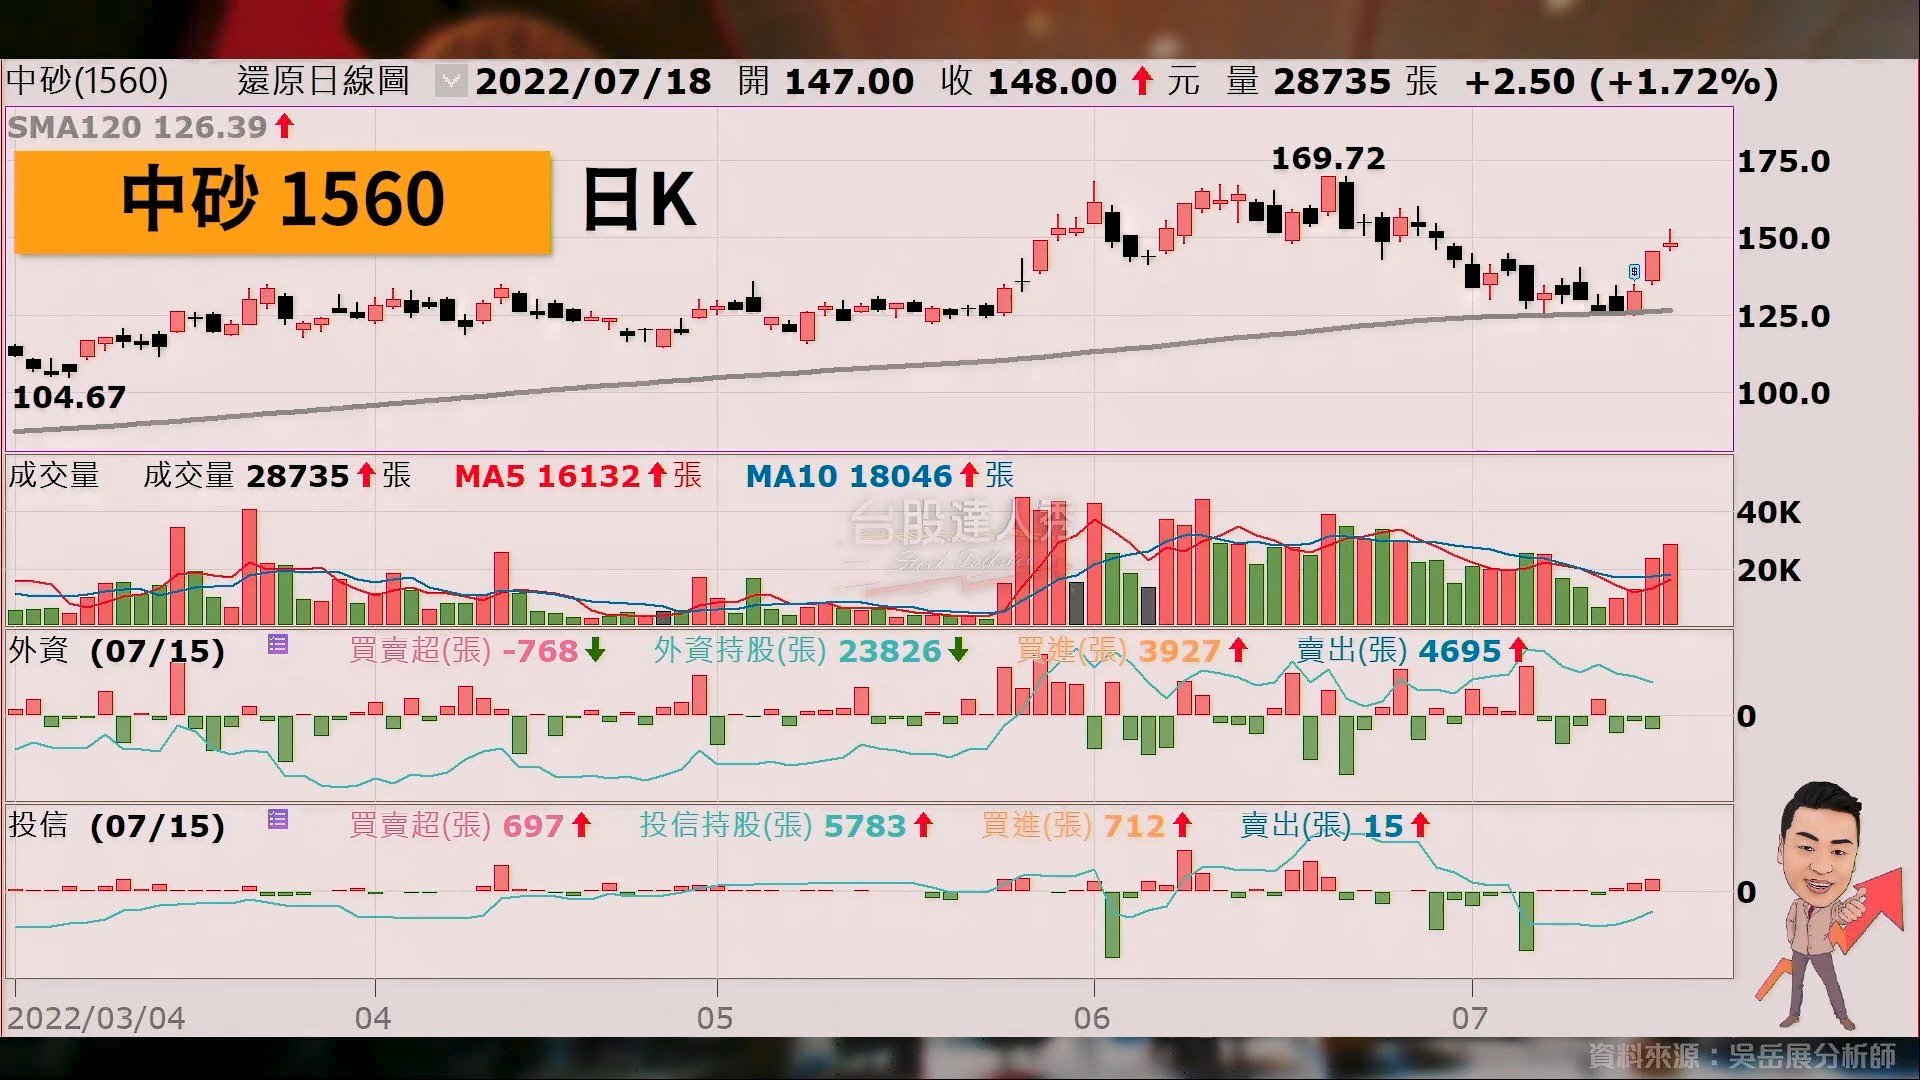 中砂(1560) 還原日線圖 2022/07/18 開 147.00 收 148.00 元 量 28735 張 +2.50 (+1.72%)
SMA120 126.39
中砂 1560 日K
169.72
175.0
150.0
125.0
100.0
104.67
成交量 成交量 28735 張 MA5 16132 張 MA10 18046 張
台股達人秀
40K
20K
外資 (07/15) 買賣超(張) -768 外資持股(張) 23826 買進(張) 3927 賣出(張) 4695
0
投信 (07/15) 買賣超(張) 697 投信持股(張) 5783 買進(張) 712 賣出(張) 15
0
2022/03/04 04 05 06 07
資料來源：吳岳展分析師